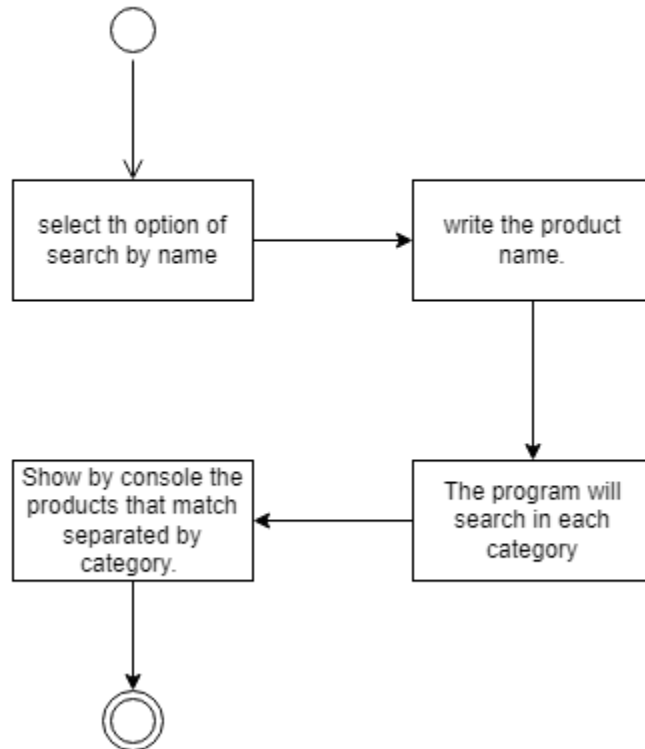 select th option of
search by name
write the product
name.
The program will
search in each
category
Show by console the
products that match
separated by
category.